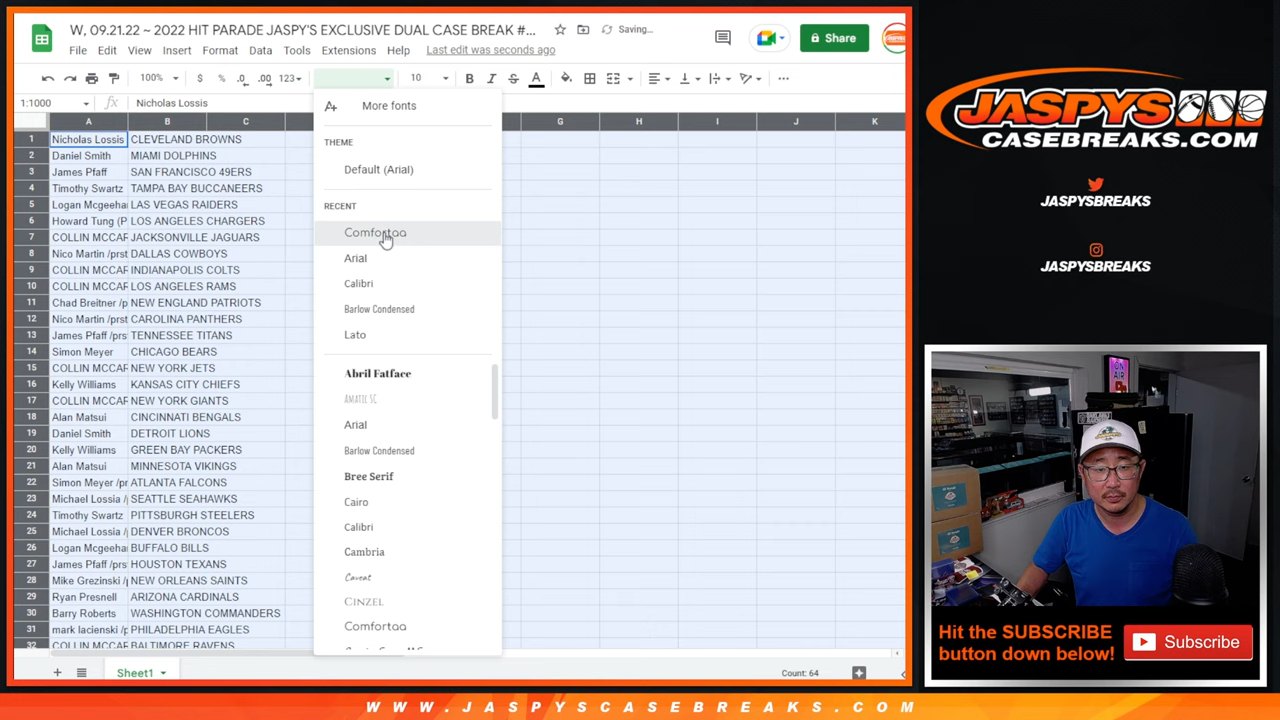 W, 09.21.22 ~ 2022 HIT PARADE JASPY'S EXCLUSIVE DUAL CASE BREAK #...
Saving...
File Edit View Insert Format Data Tools Extensions Help Last edit was seconds ago
Share
100% $ % .0 .00 123 10 B I S A
1:1000 fx Nicholas Lossis
A B C G H I J K
1 Nicholas Lossis CLEVELAND BROWNS
2 Daniel Smith MIAMI DOLPHINS
3 James Pfaff SAN FRANCISCO 49ERS
4 Timothy Swartz TAMPA BAY BUCCANEERS
5 Logan Mcgeehar LAS VEGAS RAIDERS
6 Howard Tung (P LOS ANGELES CHARGERS
7 COLLIN MCCAF JACKSONVILLE JAGUARS
8 Nico Martin /prst DALLAS COWBOYS
9 COLLIN MCCAF INDIANAPOLIS COLTS
10 COLLIN MCCAF LOS ANGELES RAMS
11 Chad Breitner /p NEW ENGLAND PATRIOTS
12 Nico Martin /prst CAROLINA PANTHERS
13 James Pfaff /prst TENNESSEE TITANS
14 Simon Meyer CHICAGO BEARS
15 COLLIN MCCAF NEW YORK JETS
16 Kelly Williams KANSAS CITY CHIEFS
17 COLLIN MCCAF NEW YORK GIANTS
18 Alan Matsui CINCINNATI BENGALS
19 Daniel Smith DETROIT LIONS
20 Kelly Williams GREEN BAY PACKERS
21 Alan Matsui MINNESOTA VIKINGS
22 Simon Meyer /pr ATLANTA FALCONS
23 Michael Lossia /p SEATTLE SEAHAWKS
24 Timothy Swartz PITTSBURGH STEELERS
25 Michael Lossia /p DENVER BRONCOS
26 Logan Mcgeehar BUFFALO BILLS
27 James Pfaff /prst HOUSTON TEXANS
28 Mike Grezinski /p NEW ORLEANS SAINTS
29 Ryan Presnell ARIZONA CARDINALS
30 Barry Roberts WASHINGTON COMMANDERS
31 mark lacienski /p PHILADELPHIA EAGLES
32 COLLIN MCCAF BALTIMORE RAVENS
More fonts
THEME
Default (Arial)
RECENT
Comfortaa
Arial
Calibri
Barlow Condensed
Lato
Abril Fatface
AMATIC SC
Arial
Barlow Condensed
Bree Serif
Cairo
Calibri
Cambria
Caveat
CINZEL
Comfortaa
Sheet1
Count: 64
JASPYS
CASEBREAKS.COM
JASPYSBREAKS
JASPYSBREAKS
ON AIR
Hit the SUBSCRIBE
button down below!
Subscribe
WWW.JASPYSCASEBREAKS.COM